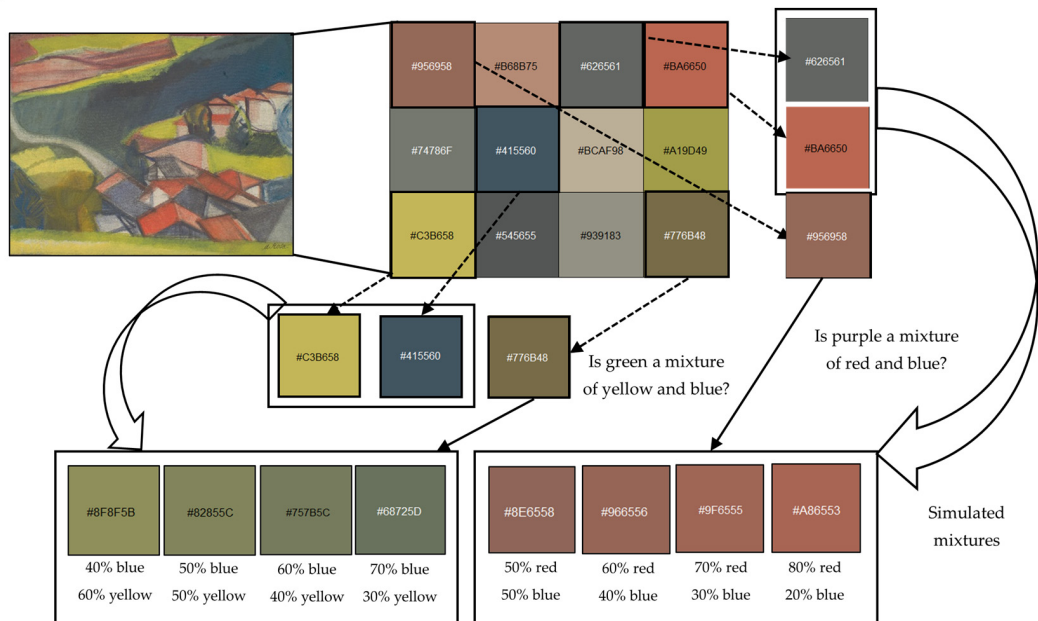 #956958
#B68B75
#626561
#BA6650
#626561
#74786F
#415560
#BCAF98
#A19D49
#BA6650
#C3B658
#545655
#939183
#776B48
#956958
#C3B658
#415560
#776B48
Is green a mixture
of yellow and blue?
Is purple a mixture
of red and blue?
#8F8F5B
#82855C
#757B5C
#68725D
#8E6558
#966556
#9F6555
#A86553
Simulated
mixtures
40% blue
50% blue
60% blue
70% blue
50% red
60% red
70% red
80% red
60% yellow
50% yellow
40% yellow
30% yellow
50% blue
40% blue
30% blue
20% blue